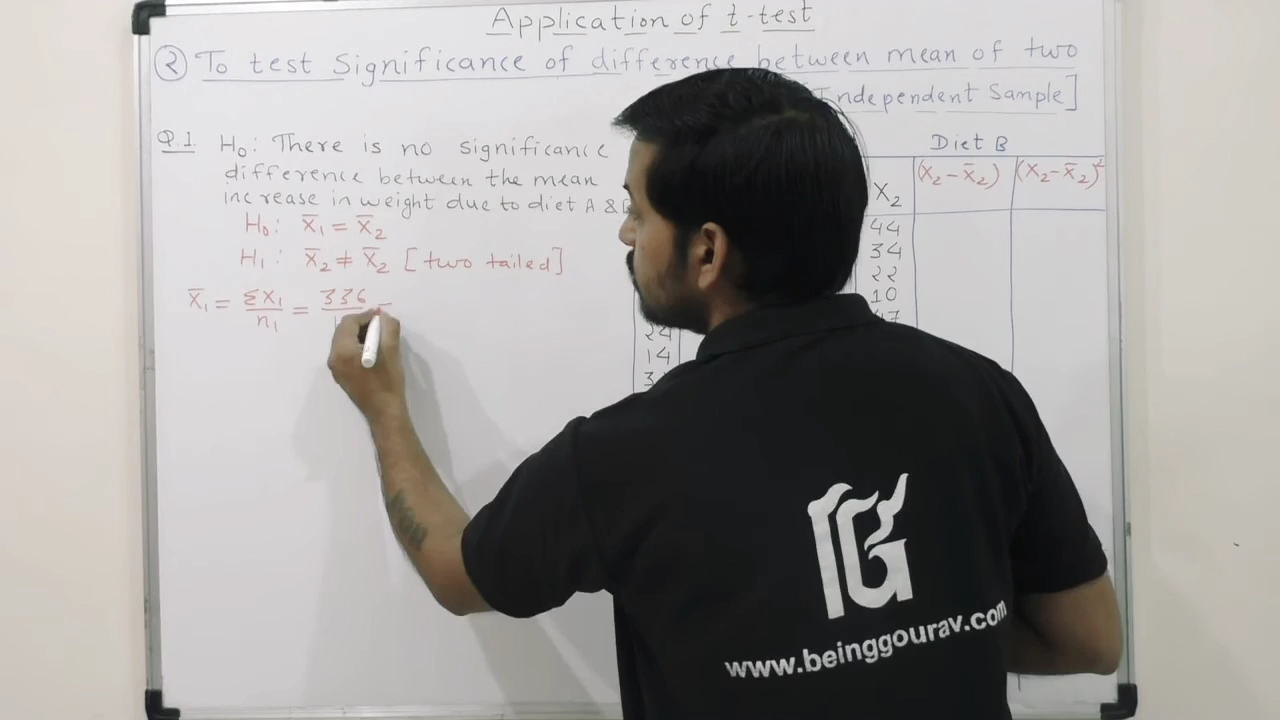 Application of t-test
② To test Significance of difference between mean of two
Independent Sample]
Q.1 H₀: There is no significance
difference between the mean
increase in weight due to diet A &
H₀: X̄₁ = X̄₂
H₁: X̄₂ ≠ X̄₂ [two tailed]
X̄₁ = ΣX₁/n₁ = 336
24
14
3
Diet B
X₂ (X₂-X̄₂) (X₂-X̄₂)²
44
34
22
10
47
www.beinggourav.com